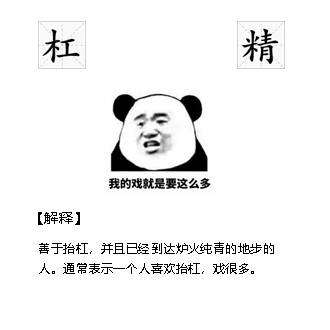 杠 精
我的戏就是要这么多
【解释】
善于抬杠，并且已经到达炉火纯青的地步的
人。通常表示一个人喜欢抬杠，戏很多。